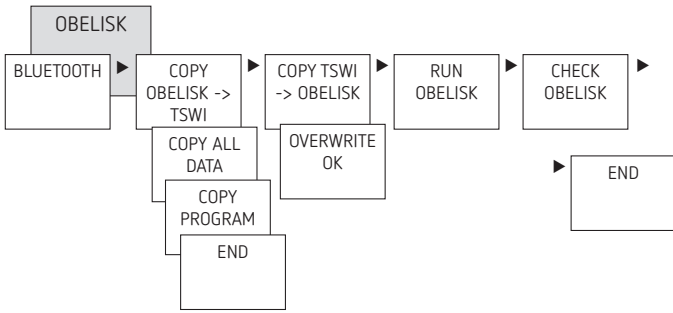 OBELISK
BLUETOOTH
COPY
OBELISK ->
TSWI
COPY ALL
DATA
COPY
PROGRAM
END
COPY TSWI
-> OBELISK
OVERWRITE
OK
RUN
OBELISK
CHECK
OBELISK
END